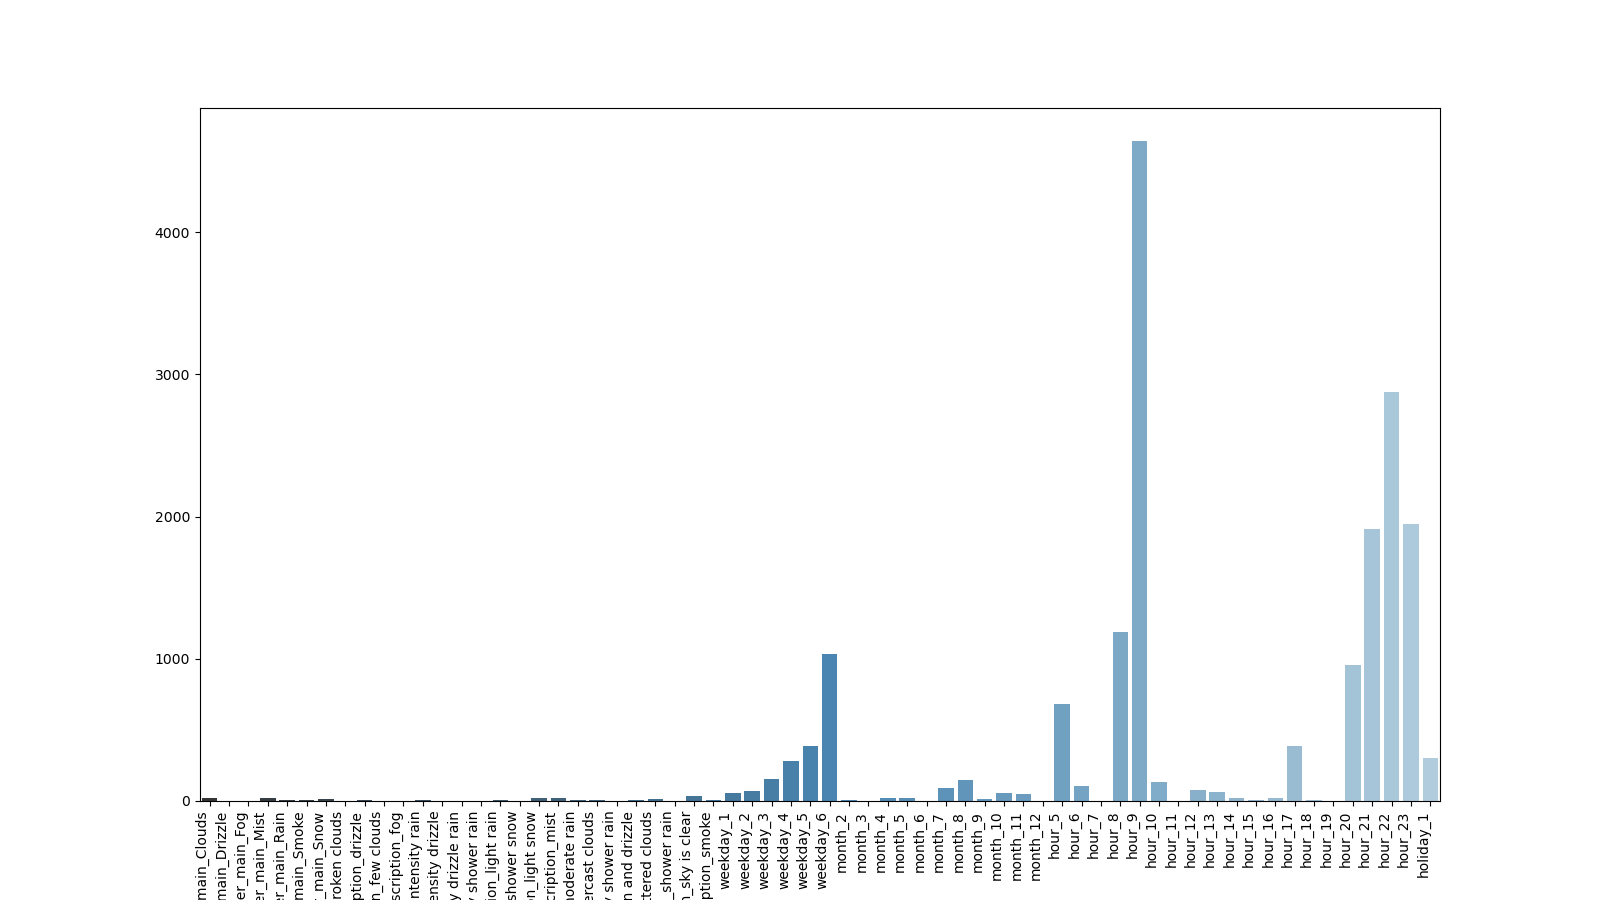 4000
3000
2000
1000
0
main_Clouds
main_Drizzle
er_main_Fog
er_main_Mist
er_main_Rain
main_Smoke
_main_Snow
roken clouds
ption_drizzle
n_few clouds
scription_fog
ntensity rain
ensity drizzle
y drizzle rain
shower rain
ion_light rain
shower snow
n_light snow
cription_mist
noderate rain
ercast clouds
shower rain
n and drizzle
ttered clouds
_shower rain
n_sky is clear
ption_smoke
weekday_1
weekday_2
weekday_3
weekday_4
weekday_5
weekday_6
month_2
month_3
month_4
month_5
month_6
month_7
month_8
month_9
month_10
month_11
month_12
hour_5
hour_6
hour_7
hour_8
hour_9
hour_10
hour_11
hour_12
hour_13
hour_14
hour_15
hour_16
hour_17
hour_18
hour_19
hour_20
hour_21
hour_22
hour_23
holiday_1